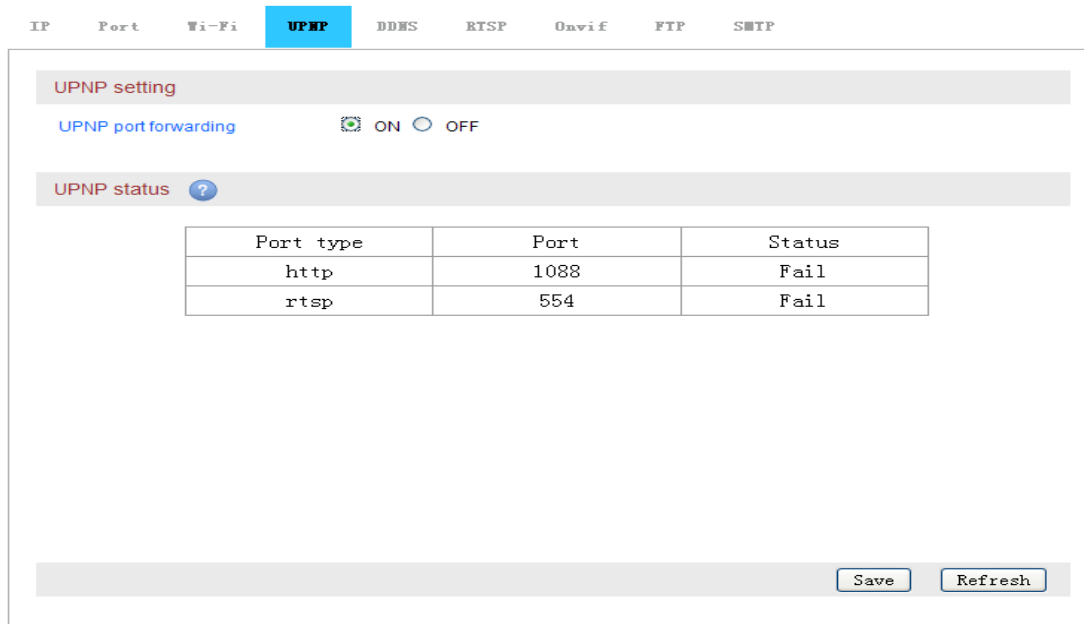 IP Port Wi-Fi UPNP DDNS RTSP Onvif FTP SMTP
UPNP setting
UPNP port forwarding ON OFF
UPNP status ?
Port type Port Status
http 1088 Fail
rtsp 554 Fail
Save Refresh